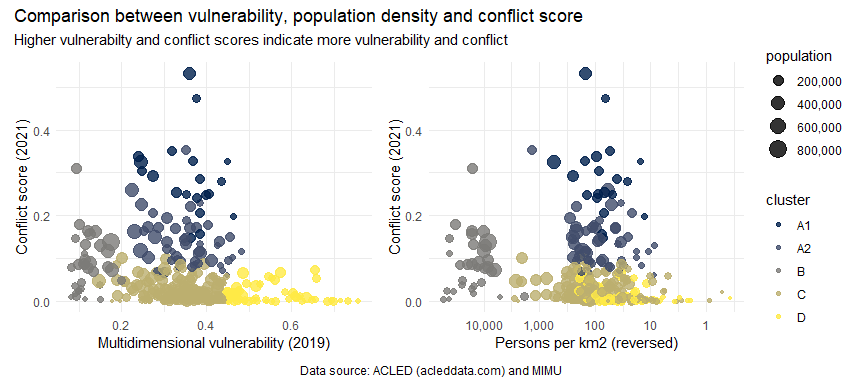 Comparison between vulnerability, population density and conflict score
Higher vulnerabilty and conflict scores indicate more vulnerability and conflict
Conflict score (2021)
0.4
0.2
0.0
0.2
0.4
0.6
Multidimensional vulnerability (2019)
Conflict score (2021)
0.4
0.2
0.0
10,000
1,000
100
10
1
Persons per km2 (reversed)
population
200,000
400,000
600,000
800,000
cluster
A1
A2
B
C
D
Data source: ACLED (acleddata.com) and MIMU